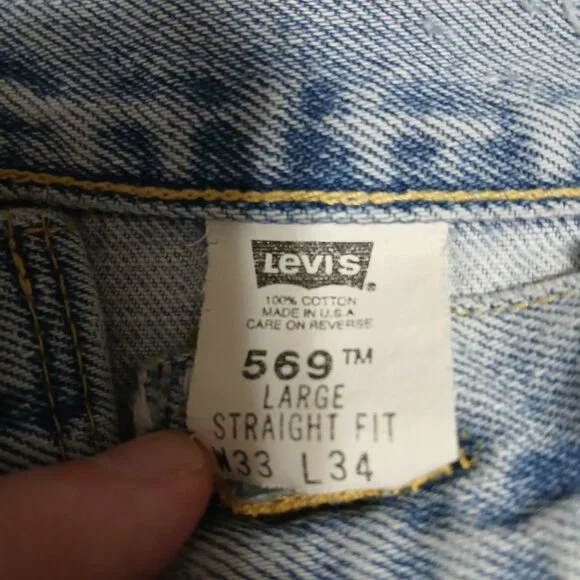 Levi's ®
100% COTTON
MADE IN U.S.A
CARE ON REVERSE
569™
LARGE
STRAIGHT FIT
W33 L34